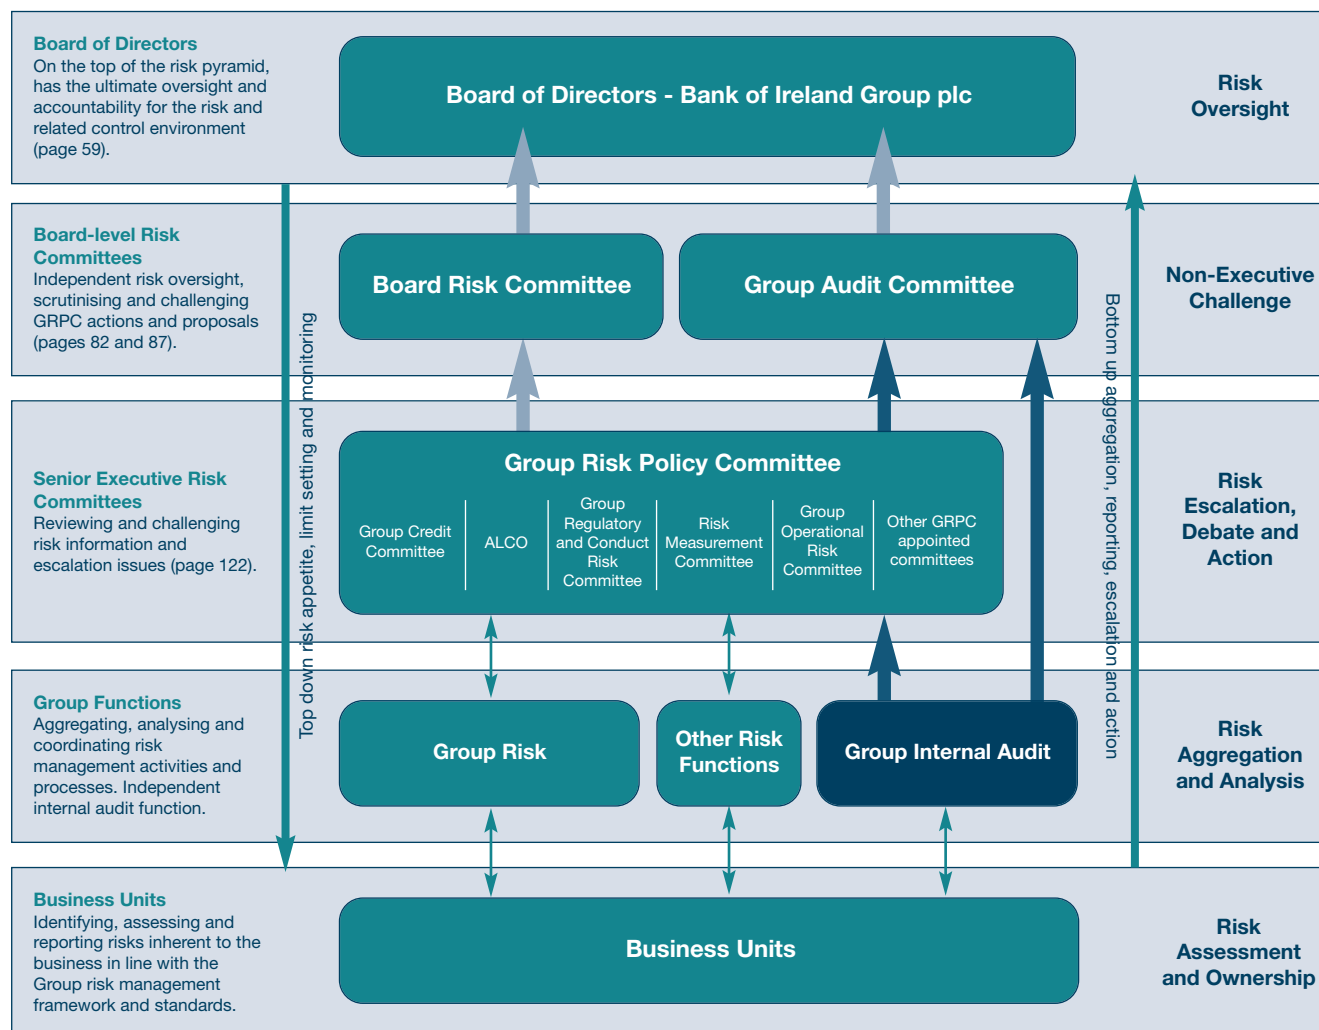 Board of Directors
On the top of the risk pyramid,
has the ultimate oversight and
accountability for the risk and
related control environment
(page 59).
Board of Directors - Bank of Ireland Group plc
Risk
Oversight
Board-level Risk
Committees
Independent risk oversight,
scrutinising and challenging
GRPC actions and proposals
(pages 82 and 87).
Board Risk Committee
Group Audit Committee
Non-Executive
Challenge
Top down risk appetite, limit setting and monitoring
Bottom up aggregation, reporting, escalation and action
Senior Executive Risk
Committees
Reviewing and challenging
risk information and
escalation issues (page 122).
Group Risk Policy Committee
Group Credit
Committee
ALCO
Group
Regulatory
and Conduct
Risk
Committee
Risk
Measurement
Committee
Group
Operational
Risk
Committee
Other GRPC
appointed
committees
Risk
Escalation,
Debate and
Action
Group Functions
Aggregating, analysing and
coordinating risk
management activities and
processes. Independent
internal audit function.
Group Risk
Other Risk
Functions
Group Internal Audit
Risk
Aggregation
and Analysis
Business Units
Identifying, assessing and
reporting risks inherent to the
business in line with the
Group risk management
framework and standards.
Business Units
Risk
Assessment
and Ownership